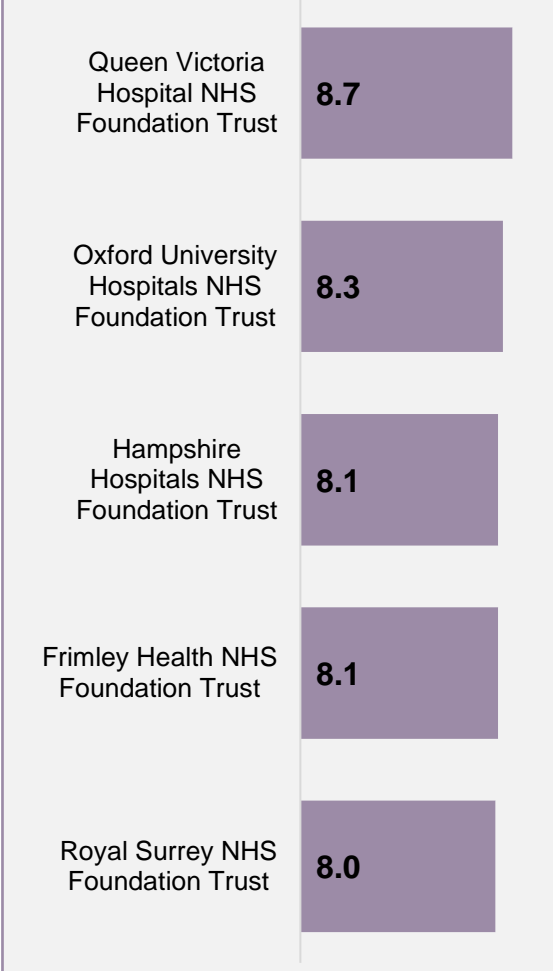 Queen Victoria
Hospital NHS
Foundation Trust
8.7
Oxford University
Hospitals NHS
Foundation Trust
8.3
Hampshire
Hospitals NHS
Foundation Trust
8.1
Frimley Health NHS
Foundation Trust
8.1
Royal Surrey NHS
Foundation Trust
8.0